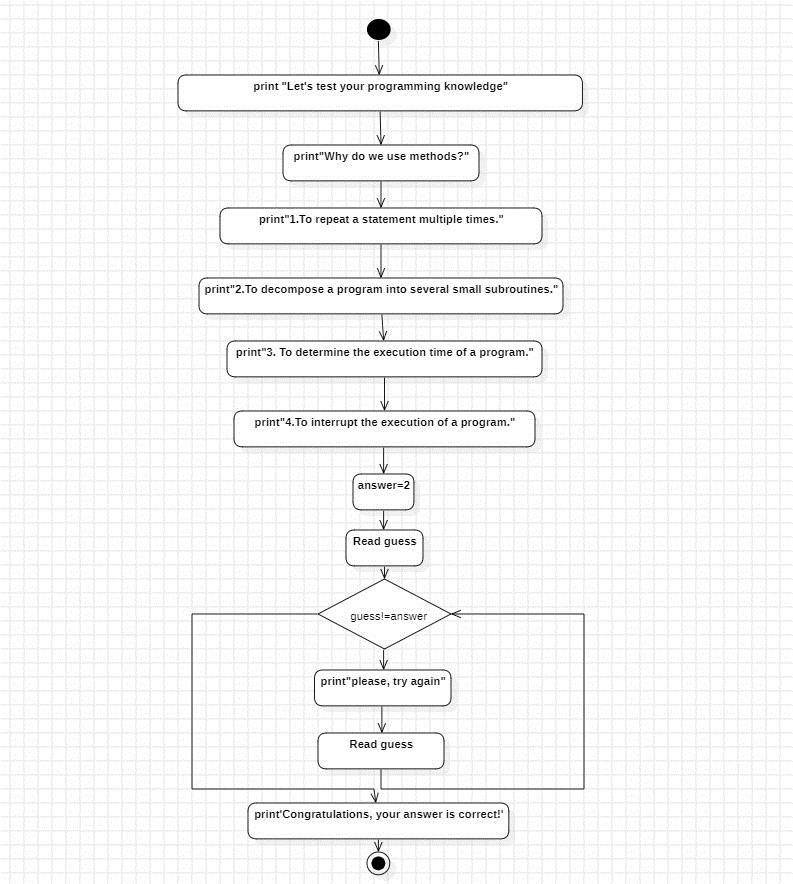 print "Let's test your programming knowledge"
print"Why do we use methods?"
print"1.To repeat a statement multiple times."
print"2.To decompose a program into several small subroutines."
print"3. To determine the execution time of a program."
print"4.To interrupt the execution of a program."
answer=2
Read guess
guess!=answer
print"please, try again"
Read guess
print'Congratulations, your answer is correct!'